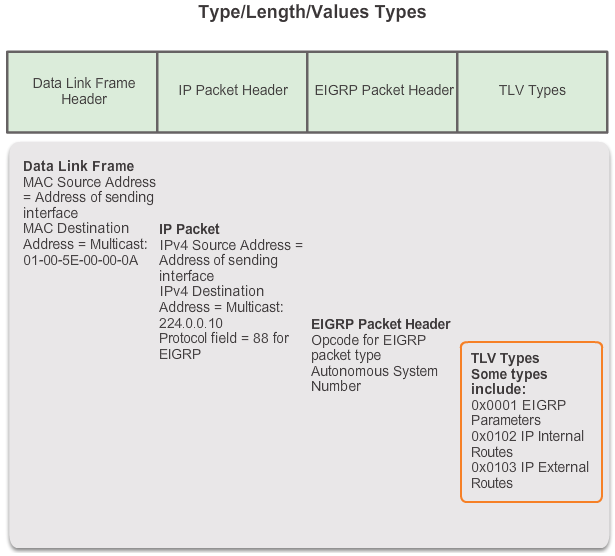 Type/Length/Values Types
Data Link Frame
Header
IP Packet Header
EIGRP Packet Header
TLV Types
Data Link Frame
MAC Source Address
= Address of sending
interface
MAC Destination
Address = Multicast:
01-00-5E-00-00-0A
IP Packet
IPv4 Source Address =
Address of sending
interface
IPv4 Destination
Address = Multicast:
224.0.0.10
Protocol field = 88 for
EIGRP
EIGRP Packet Header
Opcode for EIGRP
packet type
Autonomous System
Number
TLV Types
Some types
include:
0x0001 EIGRP
Parameters
0x0102 IP Internal
Routes
0x0103 IP External
Routes